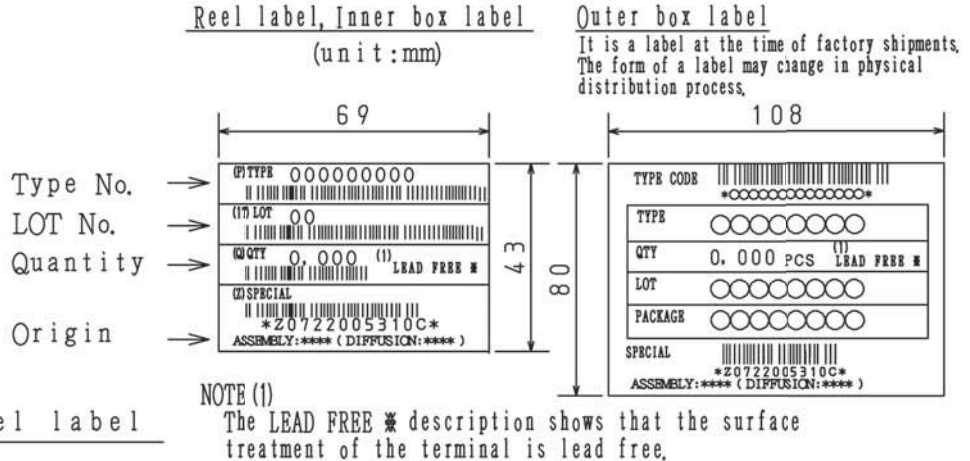 Reel label, Inner box label
(unit:mm)
Outer box label
It is a label at the time of factory shipments.
The form of a label may change in physical
distribution process.
69
108
Type No.
LOT No.
Quantity
Origin
(P)TYPE 000000000
(1T)LOT 00
(Q)QTY 0,000 (1) LEAD FREE ※
(Z)SPECIAL
*Z0722005310C*
ASSEMBLY:**** (DIFFUSION:****)
43
80
TYPE CODE
*○○○○○○○○○○○○○○*
TYPE ○○○○○○○○
QTY 0,000 PCS (1) LEAD FREE ※
LOT ○○○○○○○○
PACKAGE ○○○○○○○○
SPECIAL
*Z0722005310C*
ASSEMBLY:**** (DIFFUSION:****)
NOTE(1)
The LEAD FREE ※ description shows that the surface
treatment of the terminal is lead free.
el label